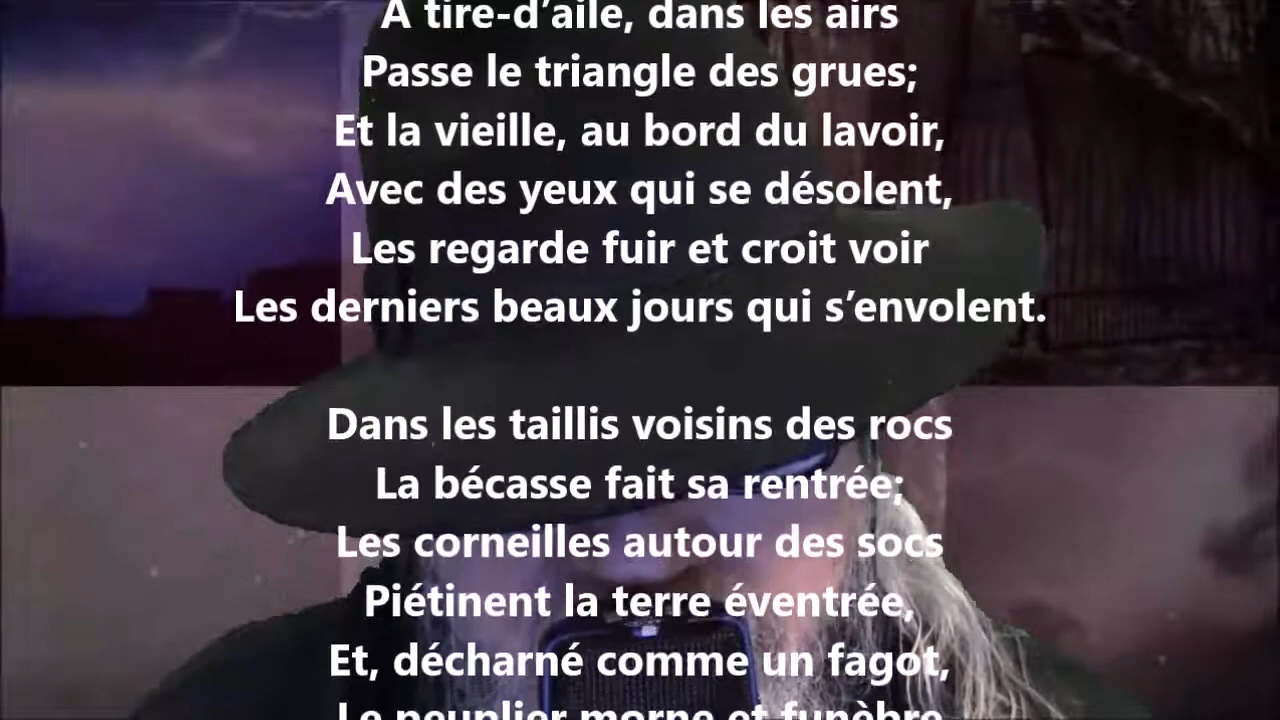 À tire-d’aile, dans les airs
Passe le triangle des grues;
Et la vieille, au bord du lavoir,
Avec des yeux qui se désolent,
Les regarde fuir et croit voir
Les derniers beaux jours qui s’envolent.
Dans les taillis voisins des rocs
La bécasse fait sa rentrée;
Les corneilles autour des socs
Piétinent la terre éventrée,
Et, décharné comme un fagot,
Le peuplier morne et funèbre